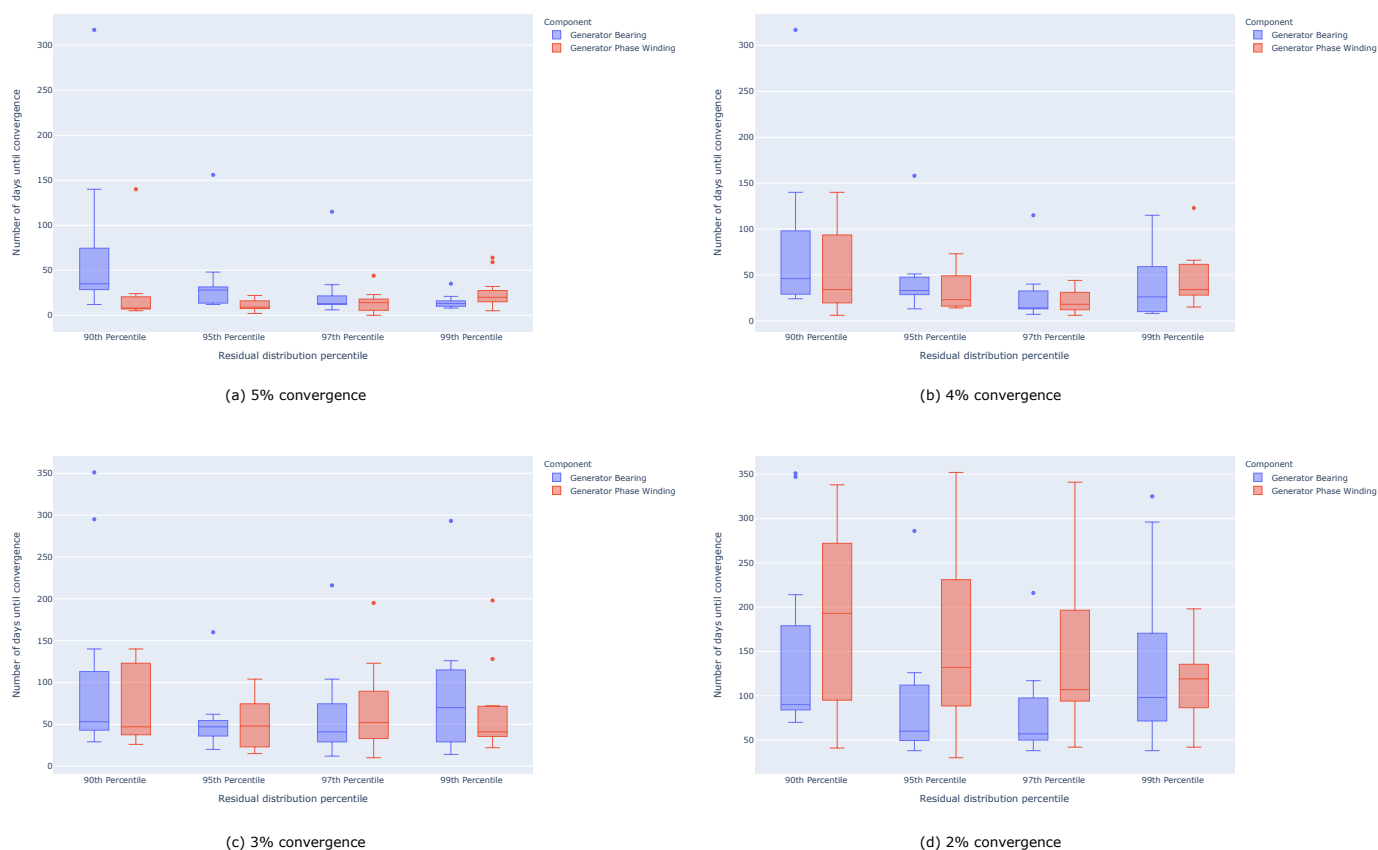 Number of days until convergence
300
250
200
150
100
50
0
90th Percentile
95th Percentile
97th Percentile
99th Percentile
Residual distribution percentile
Component
Generator Bearing
Generator Phase Winding
(a) 5% convergence
Number of days until convergence
300
250
200
150
100
50
0
90th Percentile
95th Percentile
97th Percentile
99th Percentile
Residual distribution percentile
Component
Generator Bearing
Generator Phase Winding
(b) 4% convergence
Number of days until convergence
350
300
250
200
150
100
50
0
90th Percentile
95th Percentile
97th Percentile
99th Percentile
Residual distribution percentile
Component
Generator Bearing
Generator Phase Winding
(c) 3% convergence
Number of days until convergence
350
300
250
200
150
100
50
90th Percentile
95th Percentile
97th Percentile
99th Percentile
Residual distribution percentile
Component
Generator Bearing
Generator Phase Winding
(d) 2% convergence